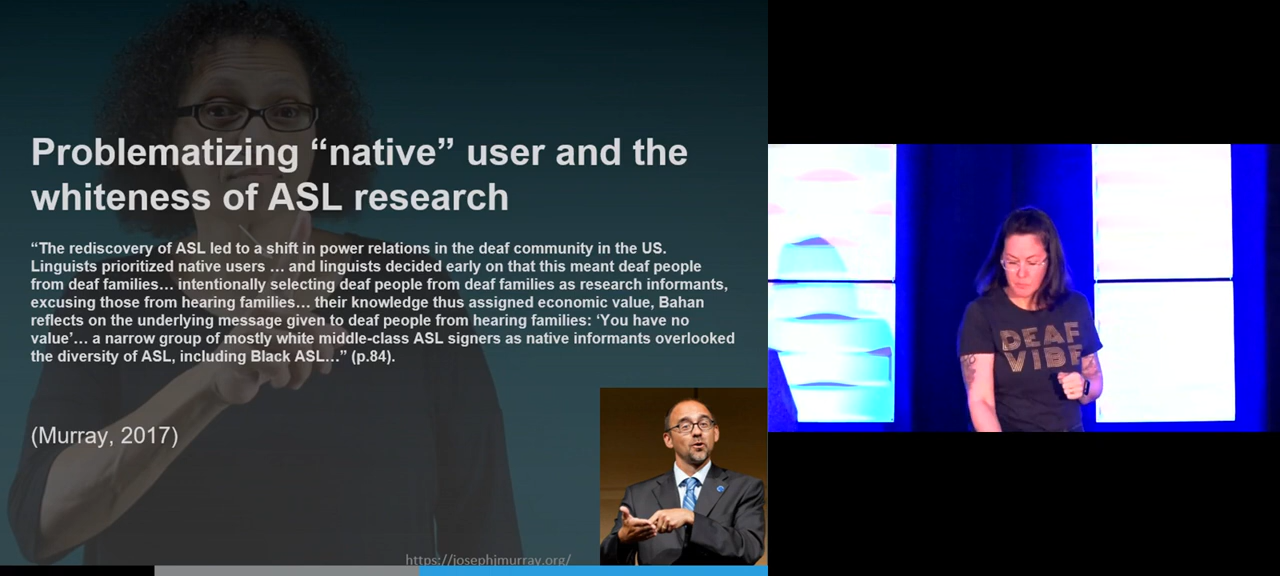 Problematizing “native” user and the
whiteness of ASL research
“The rediscovery of ASL led to a shift in power relations in the deaf community in the US.
Linguists prioritized native users … and linguists decided early on that this meant deaf people
from deaf families… intentionally selecting deaf people from deaf families as research informants,
excusing those from hearing families… their knowledge thus assigned economic value, Bahan
reflects on the underlying message given to deaf people from hearing families: ‘You have no
value’… a narrow group of mostly white middle-class ASL signers as native informants overlooked
the diversity of ASL, including Black ASL…” (p.84).
(Murray, 2017)
https://josephjmurray.org/
DEAF
VIBE